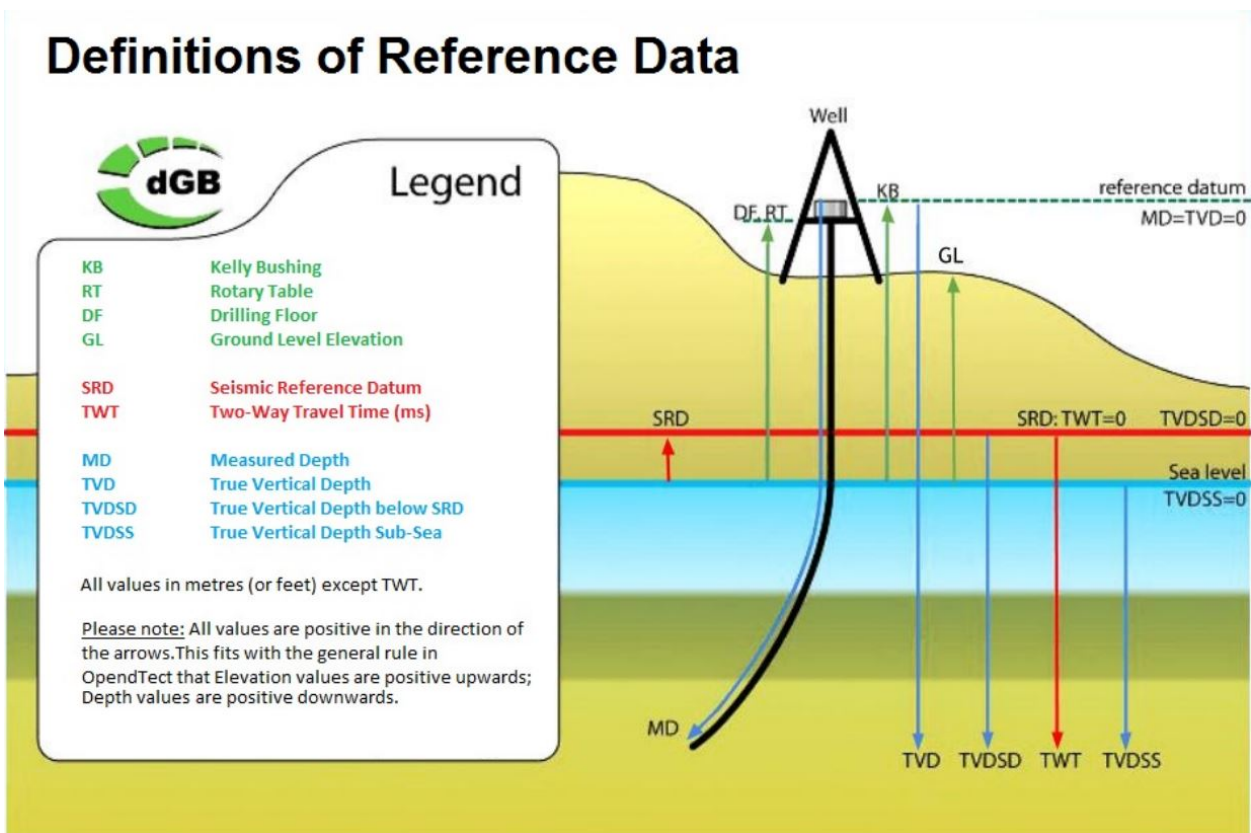 Definitions of Reference Data
dGB
Legend
KB Kelly Bushing
RT Rotary Table
DF Drilling Floor
GL Ground Level Elevation
SRD Seismic Reference Datum
TWT Two-Way Travel Time (ms)
MD Measured Depth
TVD True Vertical Depth
TVDSD True Vertical Depth below SRD
TVDSS True Vertical Depth Sub-Sea
All values in metres (or feet) except TWT.
Please note: All values are positive in the direction of
the arrows.This fits with the general rule in
OpendTect that Elevation values are positive upwards;
Depth values are positive downwards.
Well
KB
reference datum
DF, RT
MD=TVD=0
GL
SRD
SRD: TWT=0 TVDSD=0
Sea level
TVDSS=0
MD
TVD TVDSD TWT TVDSS